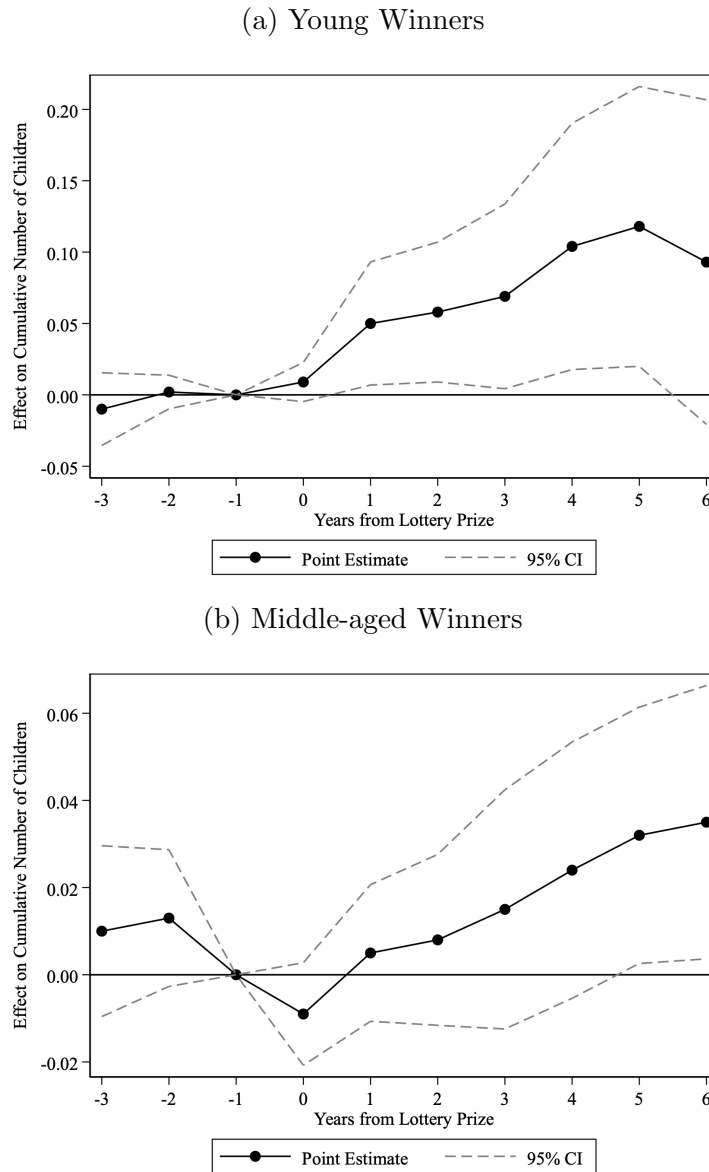 (a) Young Winners
Effect on Cumulative Number of Children
0.20
0.15
0.10
0.05
0.00
-0.05
-3 -2 -1 0 1 2 3 4 5 6
Years from Lottery Prize
Point Estimate 95% CI
(b) Middle-aged Winners
Effect on Cumulative Number of Children
0.06
0.04
0.02
0.00
-0.02
-3 -2 -1 0 1 2 3 4 5 6
Years from Lottery Prize
Point Estimate 95% CI